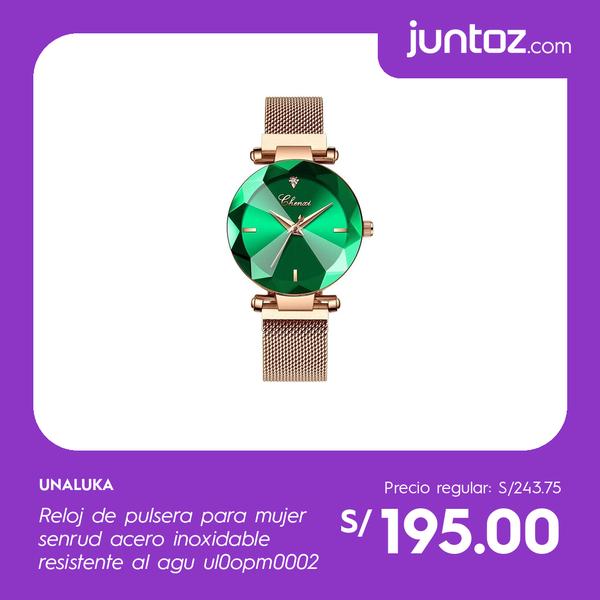 juntoz.com
Chenxi
UNALUKA
Reloj de pulsera para mujer
senrud acero inoxidable
resistente al agu ul0opm0002
Precio regular: S/243.75
S/195.00